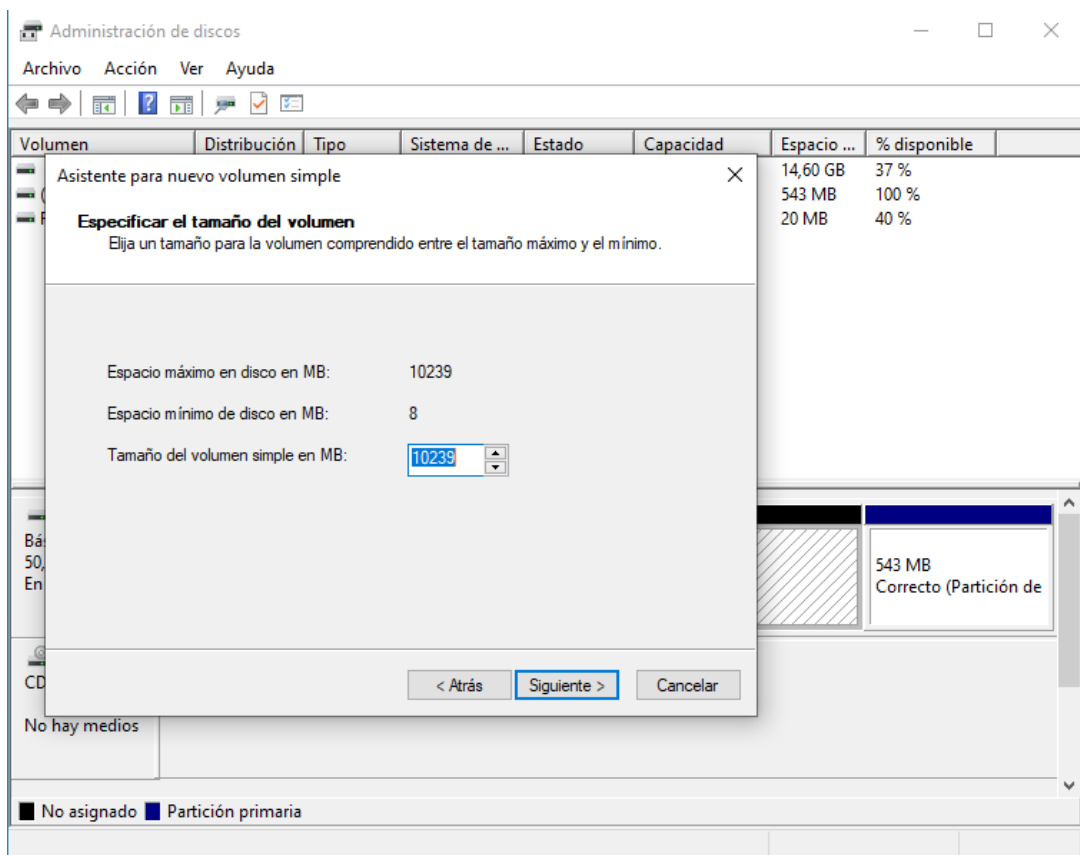 Administración de discos
Archivo Acción Ver Ayuda
Volumen Distribución Tipo Sistema de ... Estado Capacidad Espacio ... % disponible
14,60 GB 37 %
( 543 MB 100 %
20 MB 40 %
Asistente para nuevo volumen simple
Especificar el tamaño del volumen
Elija un tamaño para la volumen comprendido entre el tamaño máximo y el mínimo.
Espacio máximo en disco en MB: 10239
Espacio mínimo de disco en MB: 8
Tamaño del volumen simple en MB: 10239
< Atrás Siguiente > Cancelar
50,
En
543 MB
Correcto (Partición de
CD
No hay medios
No asignado Partición primaria